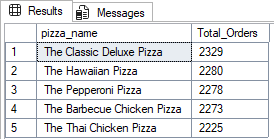 Results Messages
pizza_name Total_Orders
1 The Classic Deluxe Pizza 2329
2 The Hawaiian Pizza 2280
3 The Pepperoni Pizza 2278
4 The Barbecue Chicken Pizza 2273
5 The Thai Chicken Pizza 2225